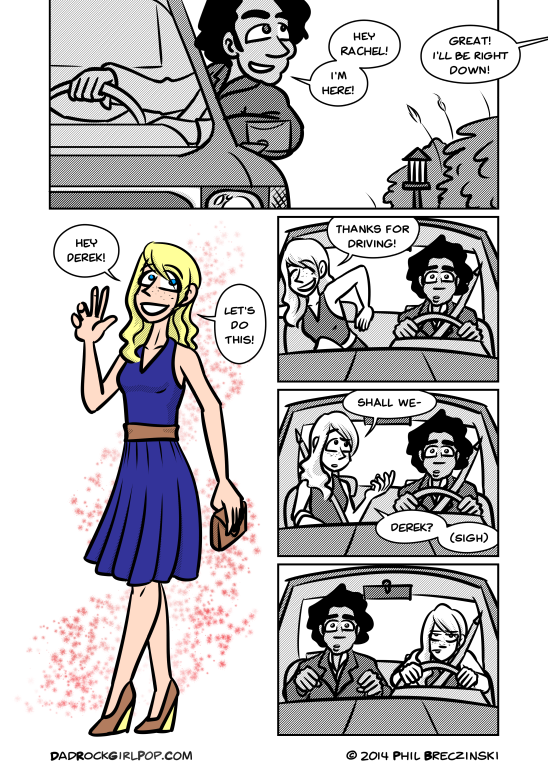 HEY
RACHEL!
I'M
HERE!
GREAT!
I'LL BE RIGHT
DOWN!
HEY
DEREK!
LET'S
DO
THIS!
THANKS FOR
DRIVING!
SHALL WE-
DEREK?
(SIGH)
DADROCKGIRLPOP.COM
© 2014 PHIL BRECZINSKI